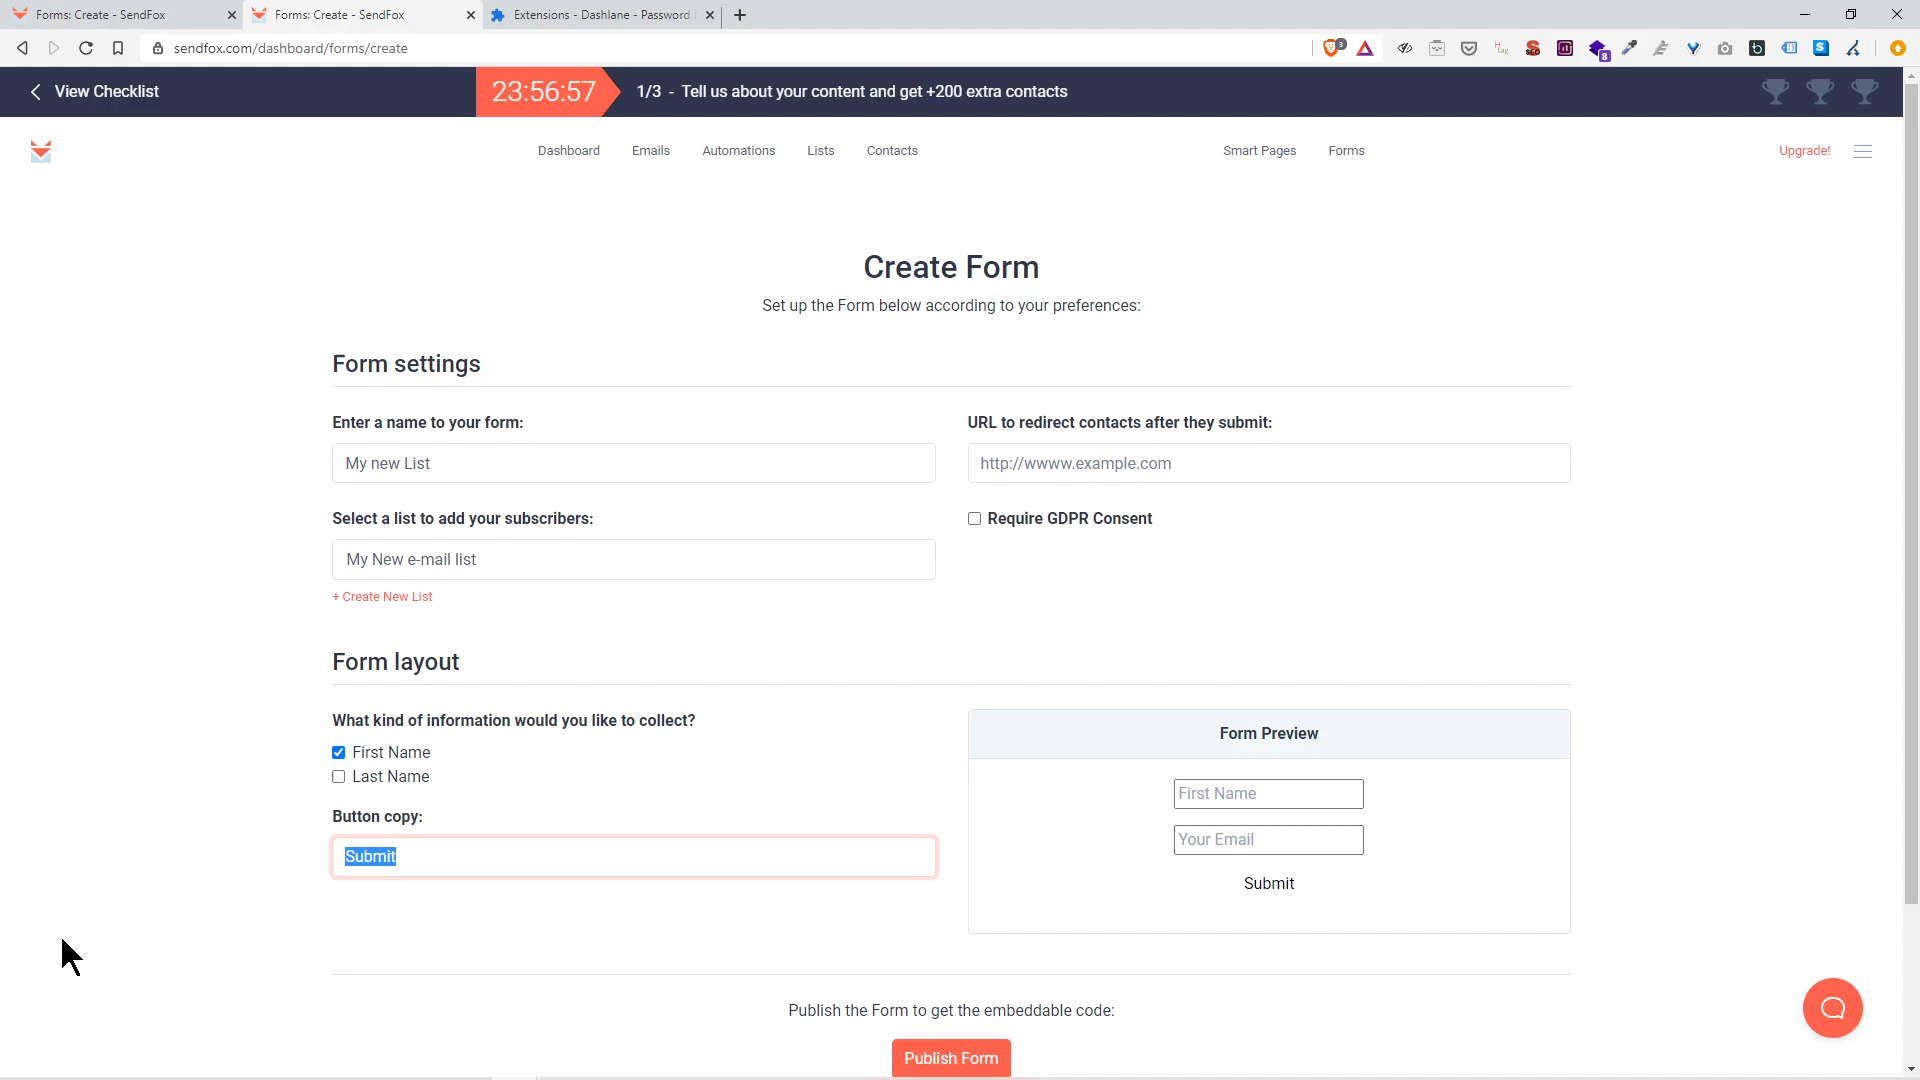 Forms: Create - SendFox
Forms: Create - SendFox
Extensions - Dashlane - Password
sendfox.com/dashboard/forms/create
3
8
View Checklist
23:56:57
1/3 - Tell us about your content and get +200 extra contacts
Dashboard
Emails
Automations
Lists
Contacts
Smart Pages
Forms
Upgrade!
Create Form
Set up the Form below according to your preferences:
Form settings
Enter a name to your form:
My new List
URL to redirect contacts after they submit:
http://wwww.example.com
Select a list to add your subscribers:
My New e-mail list
+ Create New List
Require GDPR Consent
Form layout
What kind of information would you like to collect?
First Name
Last Name
Button copy:
Submit
Form Preview
First Name
Your Email
Submit
Publish the Form to get the embeddable code:
Publish Form